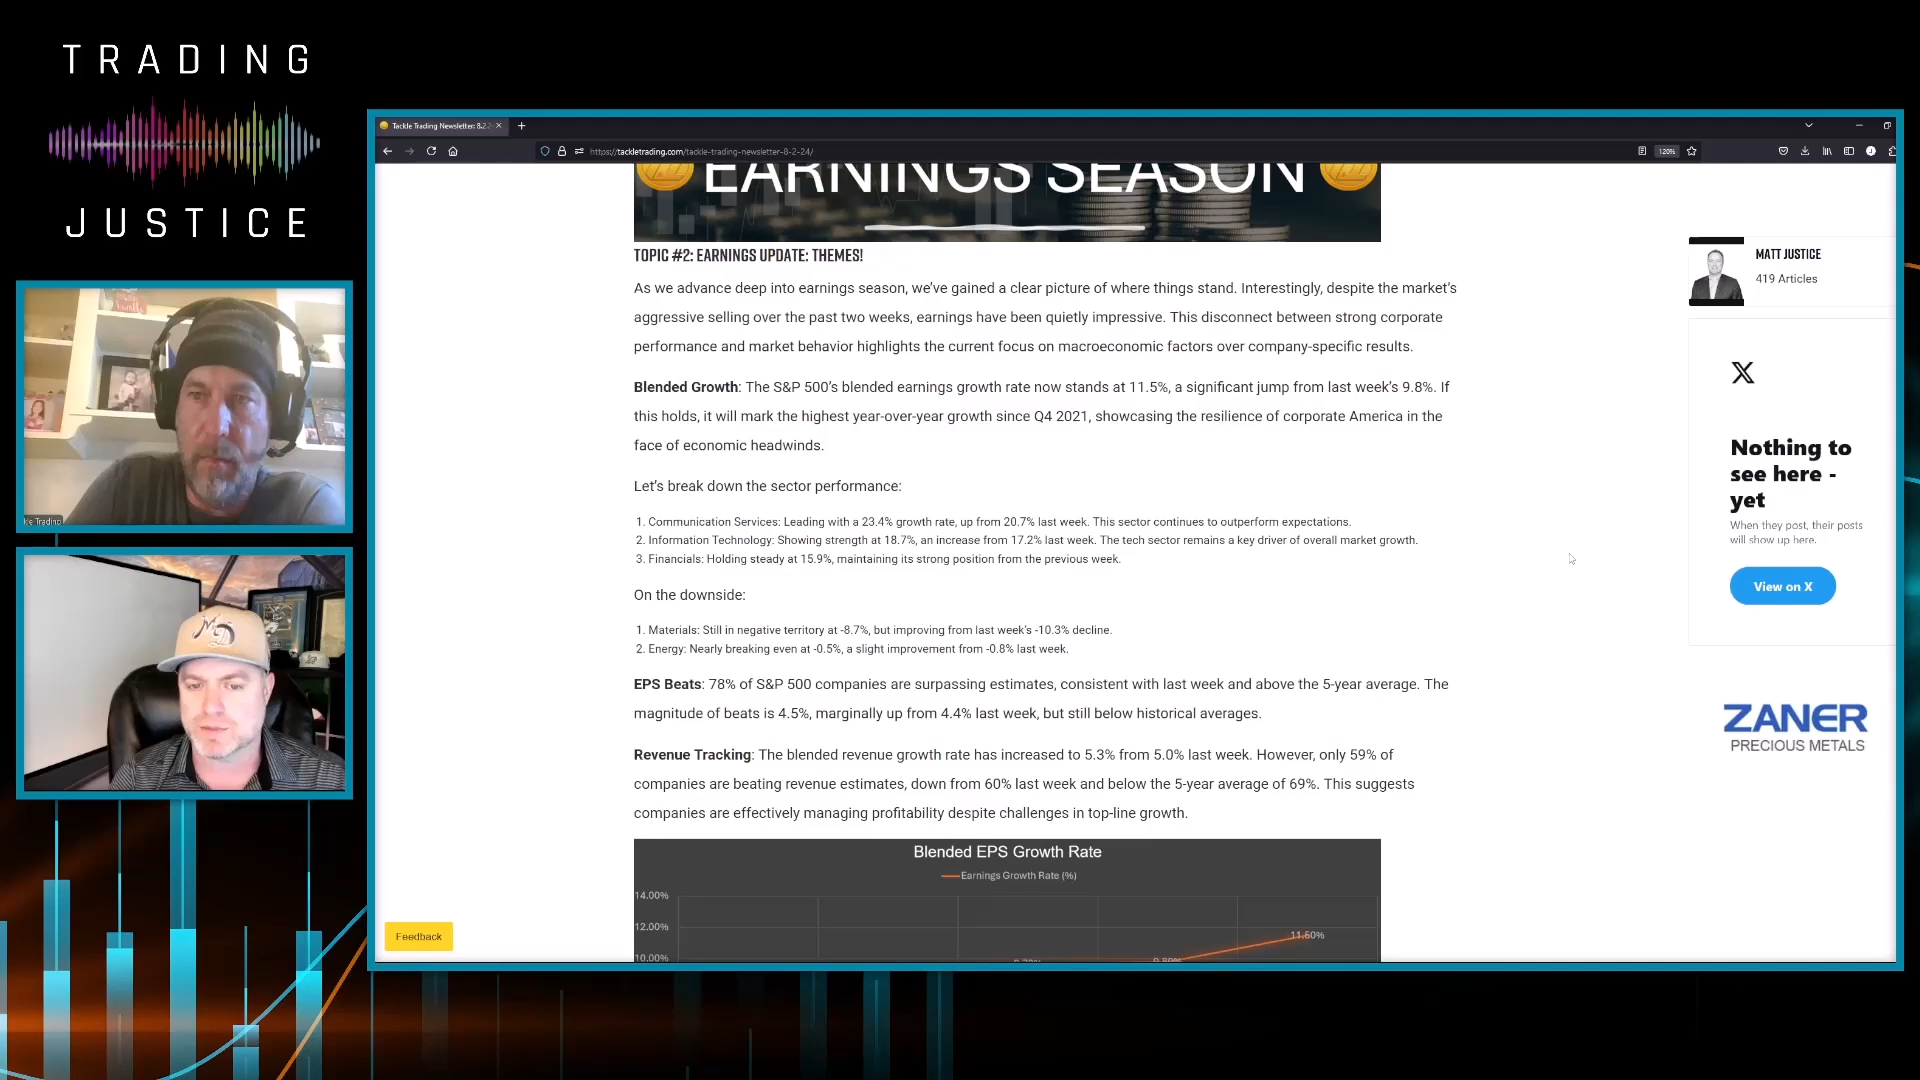 TRADING
JUSTICE
Tackle Trading Newsletter: 8.2.2
https://tackletrading.com/tackle-trading-newsletter-8-2-24/
120%
EARNINGS SEASON
TOPIC #2: EARNINGS UPDATE: THEMES!
As we advance deep into earnings season, we've gained a clear picture of where things stand. Interestingly, despite the market's
aggressive selling over the past two weeks, earnings have been quietly impressive. This disconnect between strong corporate
performance and market behavior highlights the current focus on macroeconomic factors over company-specific results.
Blended Growth: The S&P 500's blended earnings growth rate now stands at 11.5%, a significant jump from last week's 9.8%. If
this holds, it will mark the highest year-over-year growth since Q4 2021, showcasing the resilience of corporate America in the
face of economic headwinds.
Let's break down the sector performance:
1. Communication Services: Leading with a 23.4% growth rate, up from 20.7% last week. This sector continues to outperform expectations.
2. Information Technology: Showing strength at 18.7%, an increase from 17.2% last week. The tech sector remains a key driver of overall market growth.
3. Financials: Holding steady at 15.9%, maintaining its strong position from the previous week.
On the downside:
1. Materials: Still in negative territory at -8.7%, but improving from last week's -10.3% decline.
2. Energy: Nearly breaking even at -0.5%, a slight improvement from -0.8% last week.
EPS Beats: 78% of S&P 500 companies are surpassing estimates, consistent with last week and above the 5-year average. The
magnitude of beats is 4.5%, marginally up from 4.4% last week, but still below historical averages.
Revenue Tracking: The blended revenue growth rate has increased to 5.3% from 5.0% last week. However, only 59% of
companies are beating revenue estimates, down from 60% last week and below the 5-year average of 69%. This suggests
companies are effectively managing profitability despite challenges in top-line growth.
Blended EPS Growth Rate
Earnings Growth Rate (%)
14.00%
12.00%
10.00%
11.50%
9.80%
Feedback
MATT JUSTICE
419 Articles
Nothing to
see here -
yet
When they post, their posts
will show up here.
View on X
ZANER
PRECIOUS METALS
kle Trading
MD